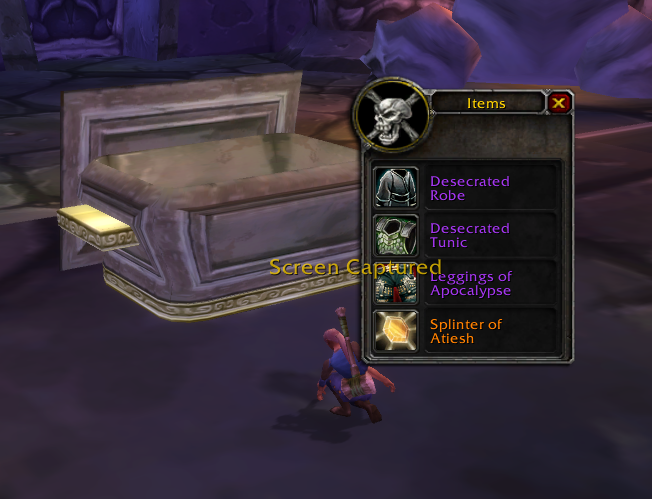 Items
Desecrated
Robe
Desecrated
Tunic
Screen Captured
Leggings of
Apocalypse
Splinter of
Atiesh